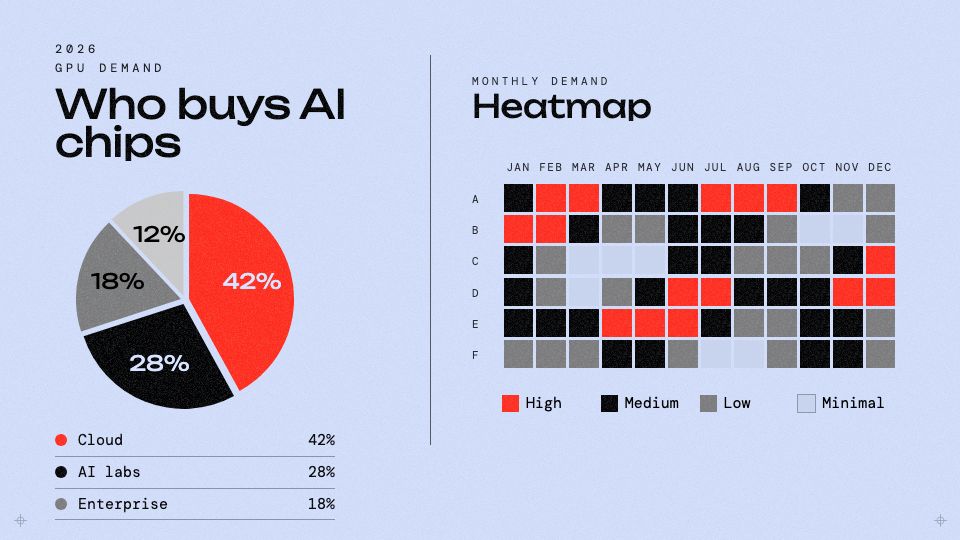 2026
GPU DEMAND
Who buys AI
chips
12%
18%
42%
28%
Cloud 42%
AI labs 28%
Enterprise 18%
MONTHLY DEMAND
Heatmap
JAN FEB MAR APR MAY JUN JUL AUG SEP OCT NOV DEC
A
B
C
D
E
F
High Medium Low Minimal